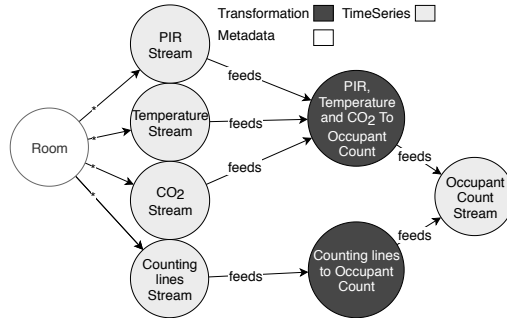 Transformation
TimeSeries
Metadata
PIR
Stream
feeds
PIR,
Temperature
and CO2 To
Occupant
Count
*
Temperature
Stream
feeds
*
Room
feeds
feeds
Occupant
Count
Stream
*
CO2
Stream
*
feeds
Counting
lines
Stream
feeds
Counting lines
to Occupant
Count